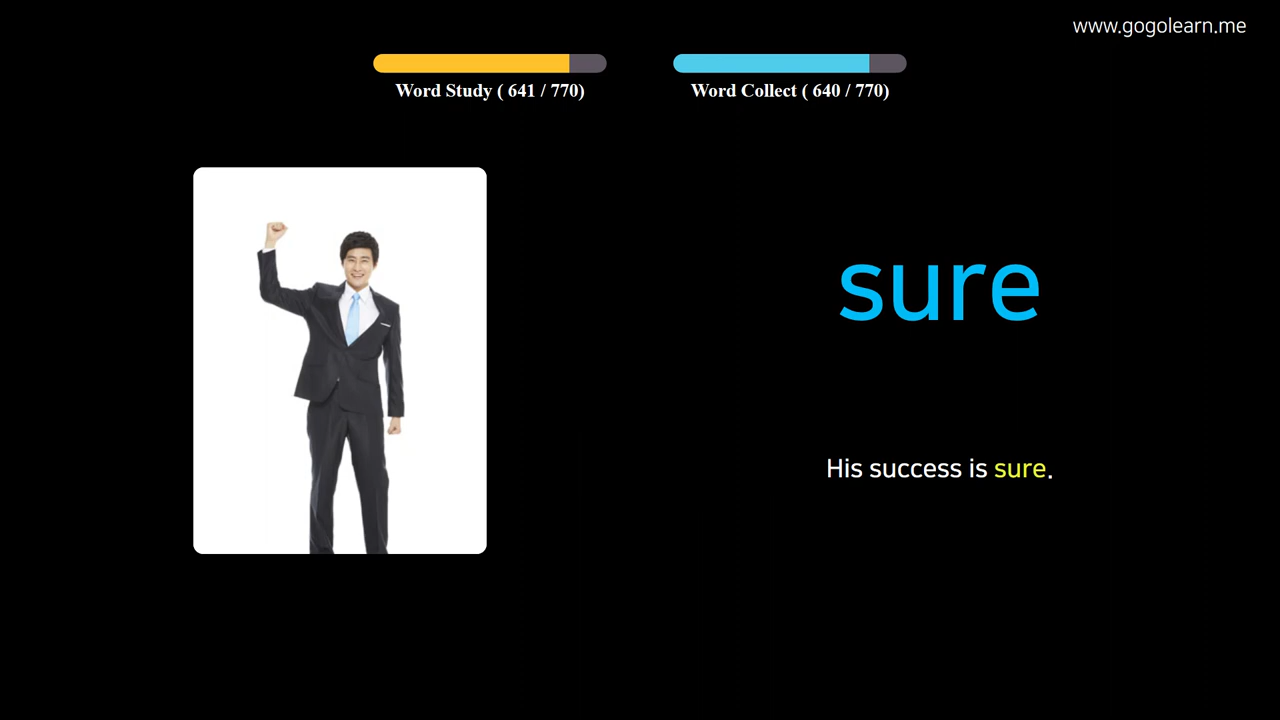 www.gogolearn.me
Word Study ( 641 / 770)
Word Collect ( 640 / 770)
sure
His success is sure.